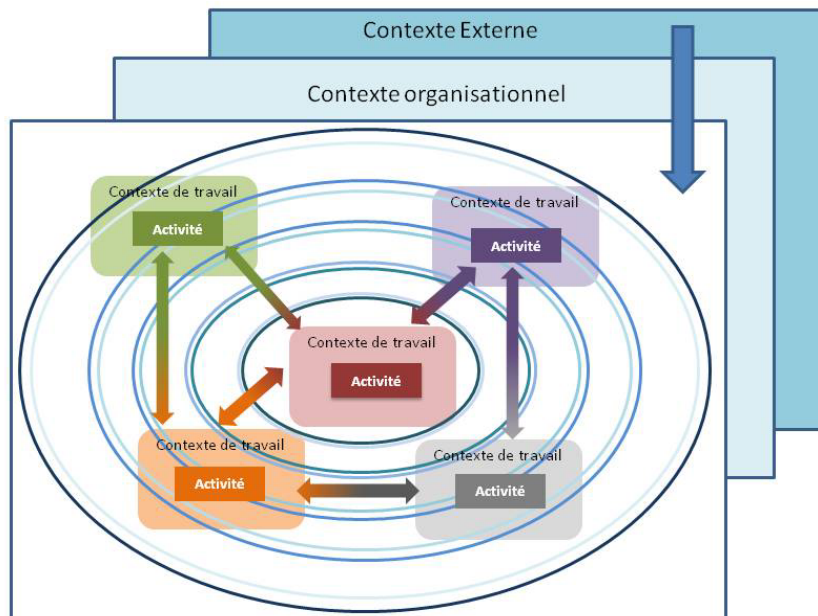 Contexte Externe
Contexte organisationnel
Contexte de travail
Activité
Contexte de travail
Activité
Contexte de travail
Activité
Contexte de travail
Activité
Contexte de travail
Activité